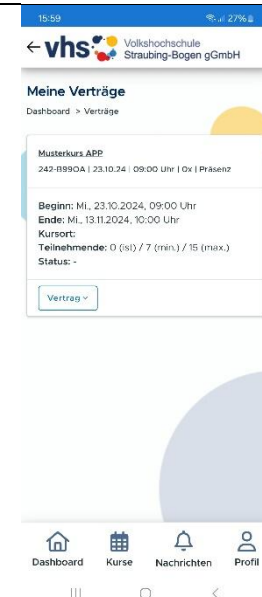 15:59
27%
vhs
Volkshochschule
Straubing-Bogen gGmbH
Meine Verträge
Dashboard > Verträge
Musterkurs APP
242-B99OA | 23.10.24 | 09:00 Uhr | 0x | Präsenz
Beginn: Mi., 23.10.2024, 09:00 Uhr
Ende: Mi., 13.11.2024, 10:00 Uhr
Kursort:
Teilnehmende: 0 (ist) / 7 (min.) / 15 (max.)
Status: -
Vertrag
Dashboard Kurse Nachrichten Profil